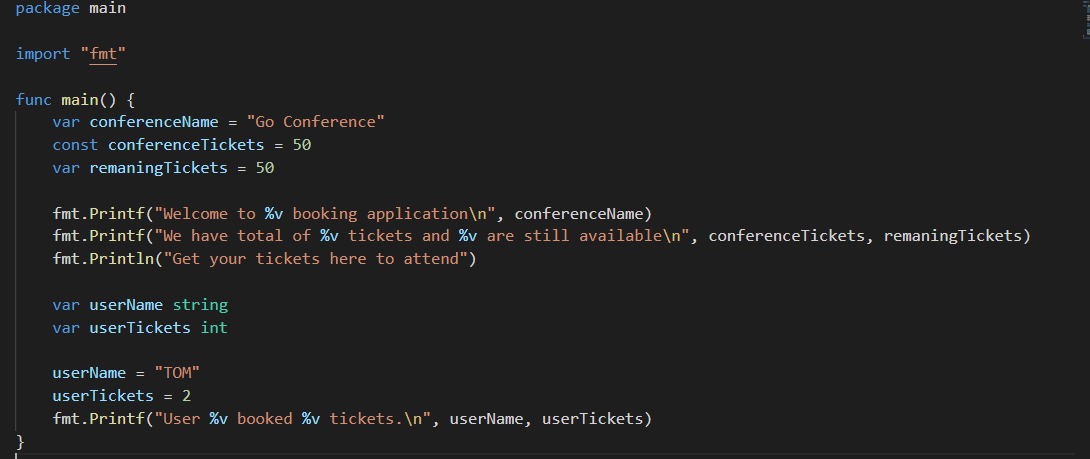 package main
import "fmt"
func main() {
var conferenceName = "Go Conference"
const conferenceTickets = 50
var remaningTickets = 50
fmt.Printf("Welcome to %v booking application\n", conferenceName)
fmt.Printf("We have total of %v tickets and %v are still available\n", conferenceTickets, remaningTickets)
fmt.Println("Get your tickets here to attend")
var userName string
var userTickets int
userName = "TOM"
userTickets = 2
fmt.Printf("User %v booked %v tickets.\n", userName, userTickets)
}